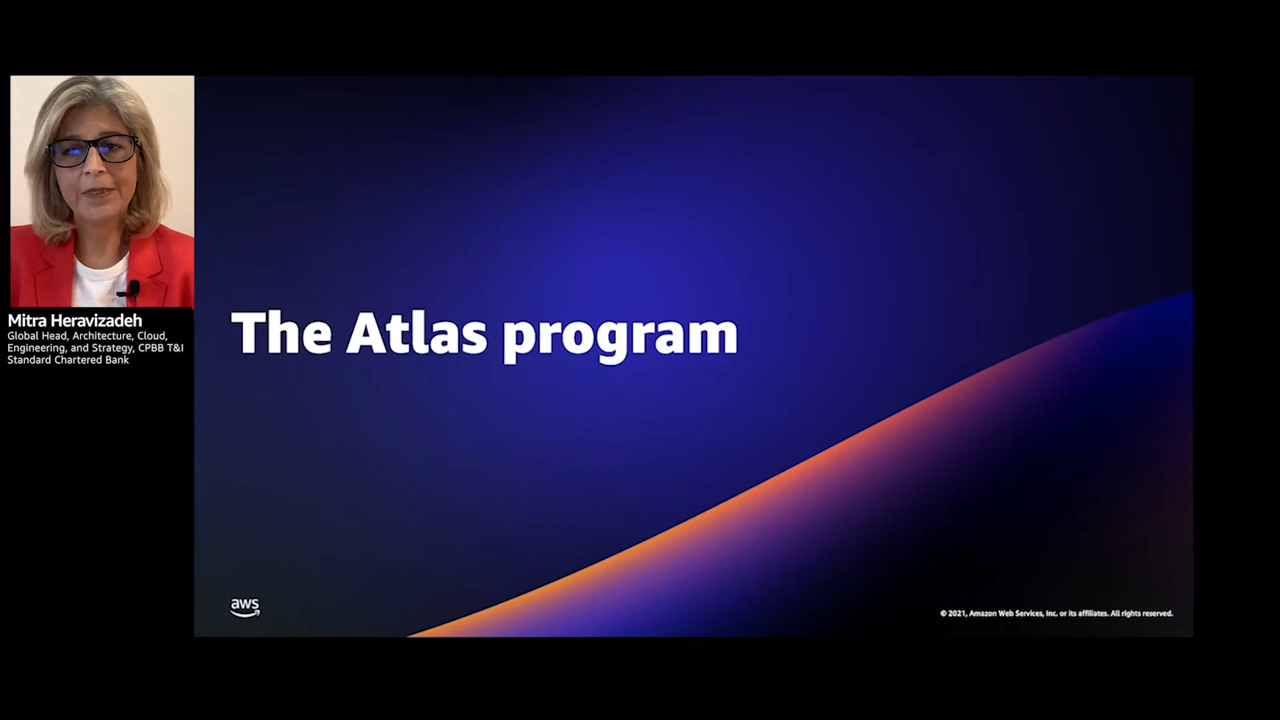 Mitra Heravizadeh
Global Head, Architecture, Cloud,
Engineering, and Strategy, CPBB T&I
Standard Chartered Bank
The Atlas program
aws
© 2021, Amazon Web Services, Inc. or its affiliates. All rights reserved.